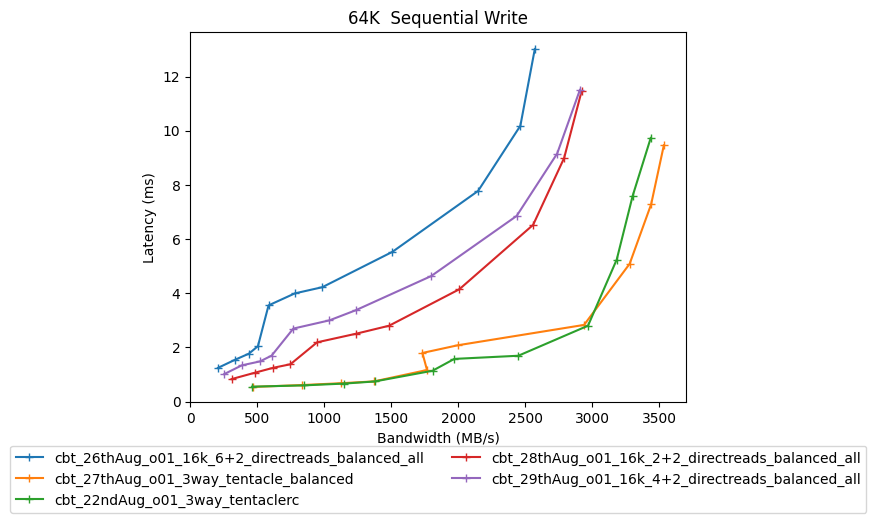 64K  Sequential Write
12
10
8
6
4
2
0
Latency (ms)
0 500 1000 1500 2000 2500 3000 3500
Bandwidth (MB/s)
cbt_26thAug_o01_16k_6+2_directreads_balanced_all
cbt_27thAug_o01_3way_tentacle_balanced
cbt_22ndAug_o01_3way_tentaclerc
cbt_28thAug_o01_16k_2+2_directreads_balanced_all
cbt_29thAug_o01_16k_4+2_directreads_balanced_all